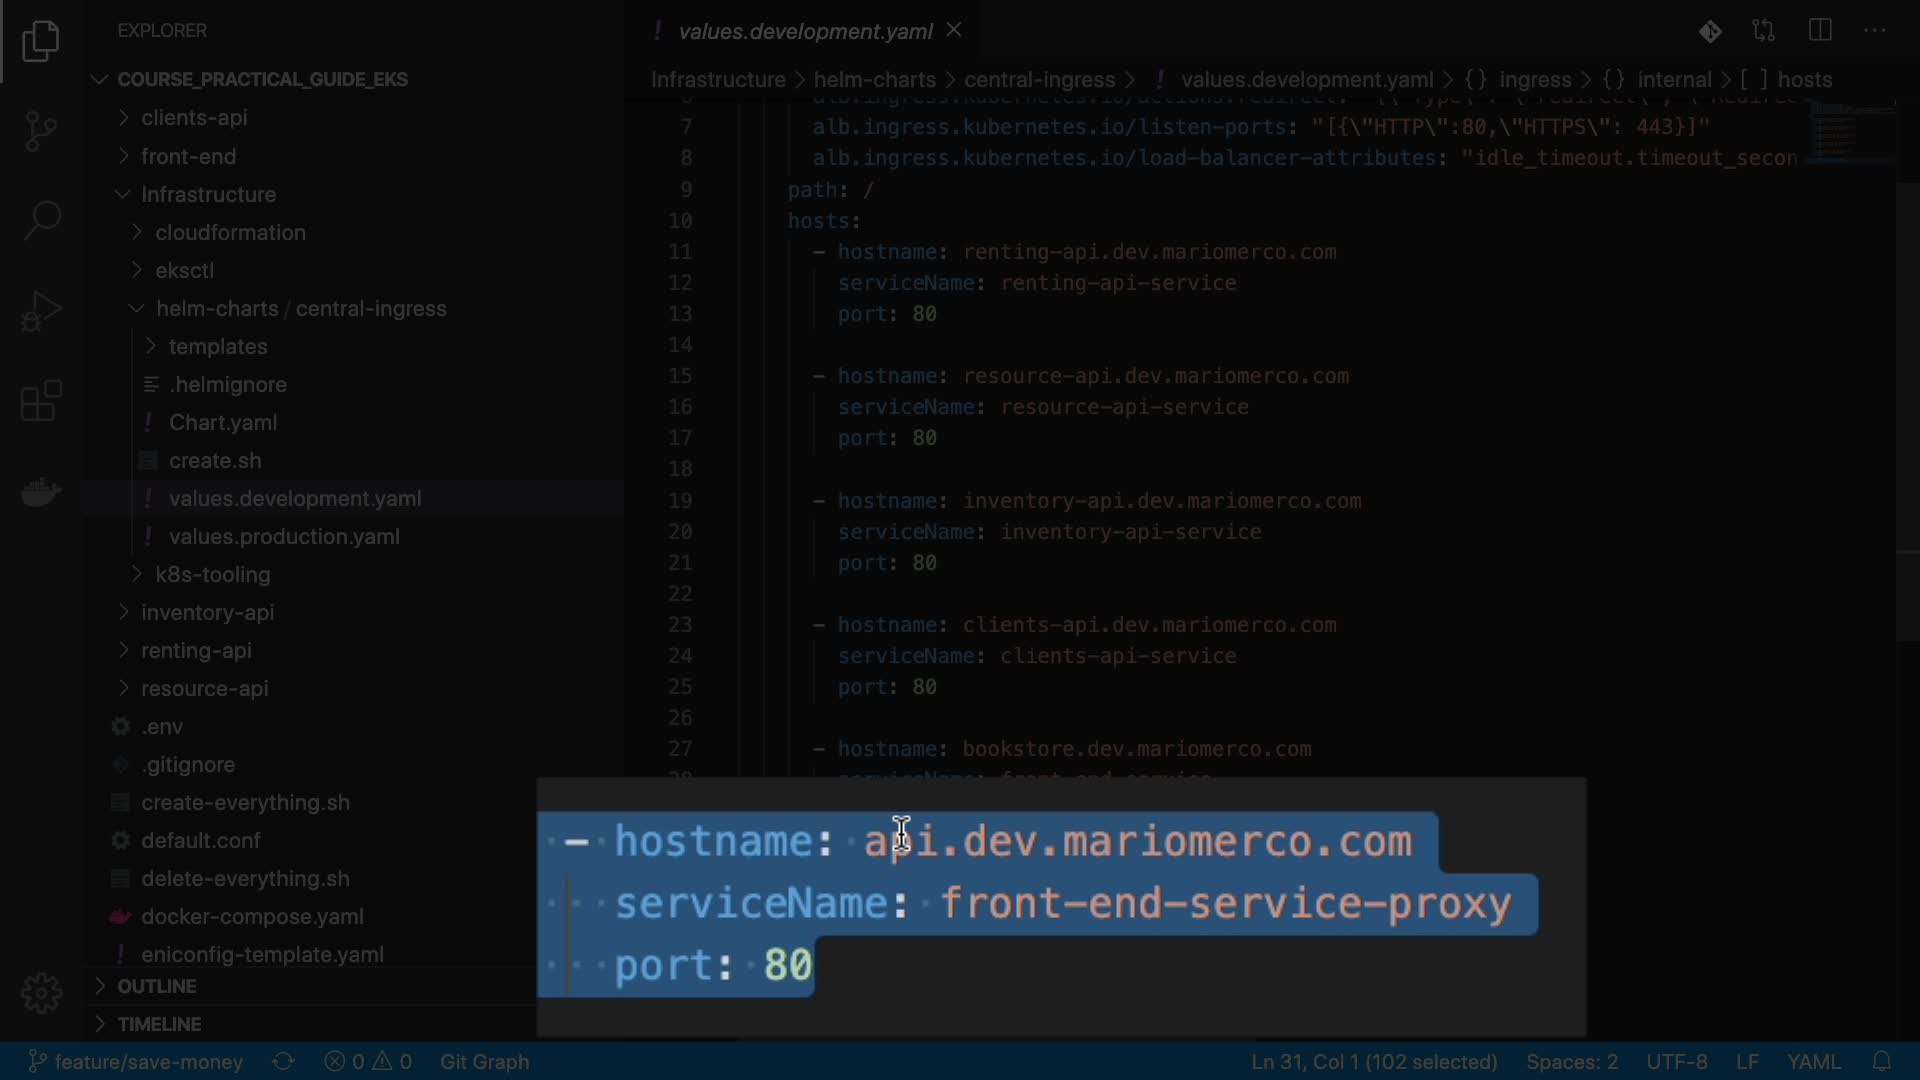 EXPLORER
COURSE_PRACTICAL_GUIDE_EKS
clients-api
front-end
Infrastructure
cloudformation
eksctl
helm-charts / central-ingress
templates
.helmignore
Chart.yaml
create.sh
values.development.yaml
values.production.yaml
k8s-tooling
inventory-api
renting-api
resource-api
.env
.gitignore
create-everything.sh
default.conf
delete-everything.sh
docker-compose.yaml
eniconfig-template.yaml
OUTLINE
TIMELINE
! values.development.yaml
Infrastructure > helm-charts > central-ingress > ! values.development.yaml > {} ingress > {} internal > [ ] hosts
7 alb.ingress.kubernetes.io/listen-ports: "[{\"HTTP\":80,\"HTTPS\": 443}]"
8 alb.ingress.kubernetes.io/load-balancer-attributes: "idle_timeout.timeout_secon
9 path: /
10 hosts:
11 - hostname: renting-api.dev.mariomerco.com
12 serviceName: renting-api-service
13 port: 80
14
15 - hostname: resource-api.dev.mariomerco.com
16 serviceName: resource-api-service
17 port: 80
18
19 - hostname: inventory-api.dev.mariomerco.com
20 serviceName: inventory-api-service
21 port: 80
22
23 - hostname: clients-api.dev.mariomerco.com
24 serviceName: clients-api-service
25 port: 80
26
27 - hostname: bookstore.dev.mariomerco.com
- hostname: api.dev.mariomerco.com
serviceName: front-end-service-proxy
port: 80
feature/save-money 0 0 Git Graph Ln 31, Col 1 (102 selected) Spaces: 2 UTF-8 LF YAML